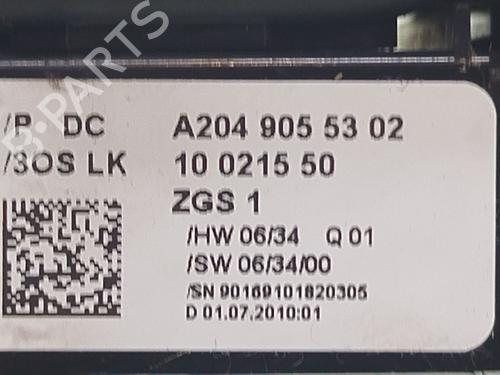 B-PARTS
/P DC A204 905 53 02
/3OS LK 10 0215 50
ZGS 1
/HW 06/34 Q 01
/SW 06/34/00
/SN 90169101820305
D 01.07.2010:01